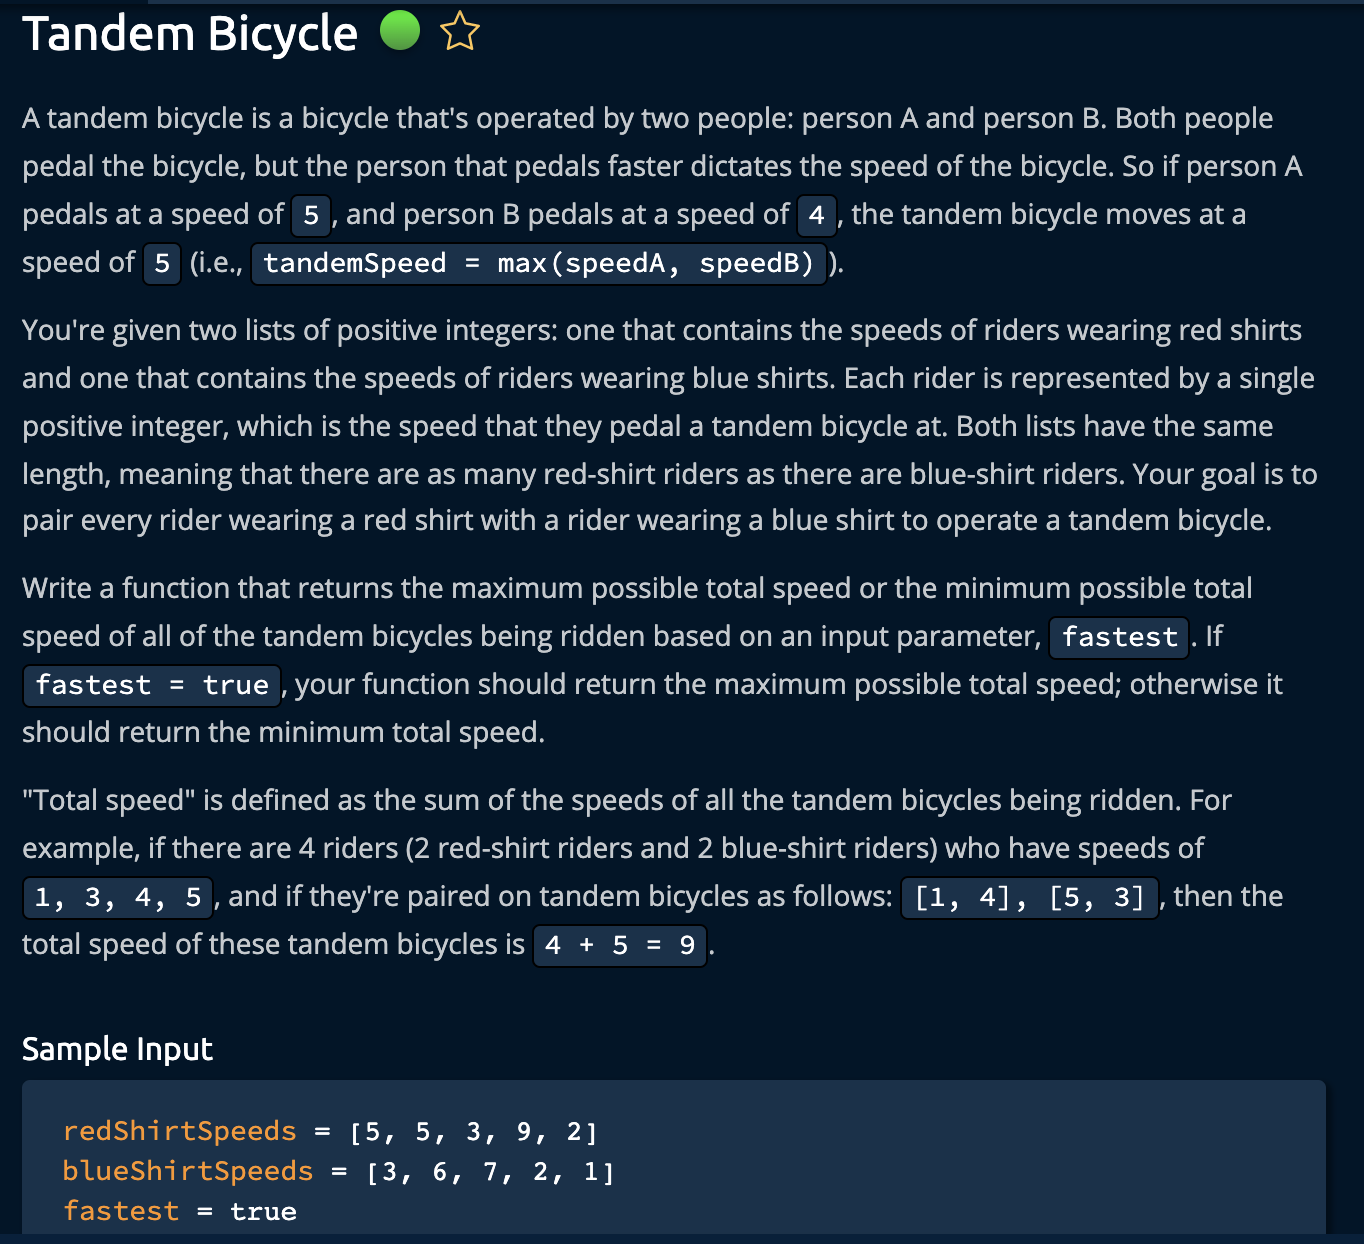 Tandem Bicycle
A tandem bicycle is a bicycle that's operated by two people: person A and person B. Both people
pedal the bicycle, but the person that pedals faster dictates the speed of the bicycle. So if person A
pedals at a speed of 5, and person B pedals at a speed of 4, the tandem bicycle moves at a
speed of 5 (i.e., tandemSpeed = max(speedA, speedB)).
You're given two lists of positive integers: one that contains the speeds of riders wearing red shirts
and one that contains the speeds of riders wearing blue shirts. Each rider is represented by a single
positive integer, which is the speed that they pedal a tandem bicycle at. Both lists have the same
length, meaning that there are as many red-shirt riders as there are blue-shirt riders. Your goal is to
pair every rider wearing a red shirt with a rider wearing a blue shirt to operate a tandem bicycle.
Write a function that returns the maximum possible total speed or the minimum possible total
speed of all of the tandem bicycles being ridden based on an input parameter, fastest. If
fastest = true, your function should return the maximum possible total speed; otherwise it
should return the minimum total speed.
"Total speed" is defined as the sum of the speeds of all the tandem bicycles being ridden. For
example, if there are 4 riders (2 red-shirt riders and 2 blue-shirt riders) who have speeds of
1, 3, 4, 5, and if they're paired on tandem bicycles as follows: [1, 4], [5, 3], then the
total speed of these tandem bicycles is 4 + 5 = 9.
Sample Input
redShirtSpeeds = [5, 5, 3, 9, 2]
blueShirtSpeeds = [3, 6, 7, 2, 1]
fastest = true